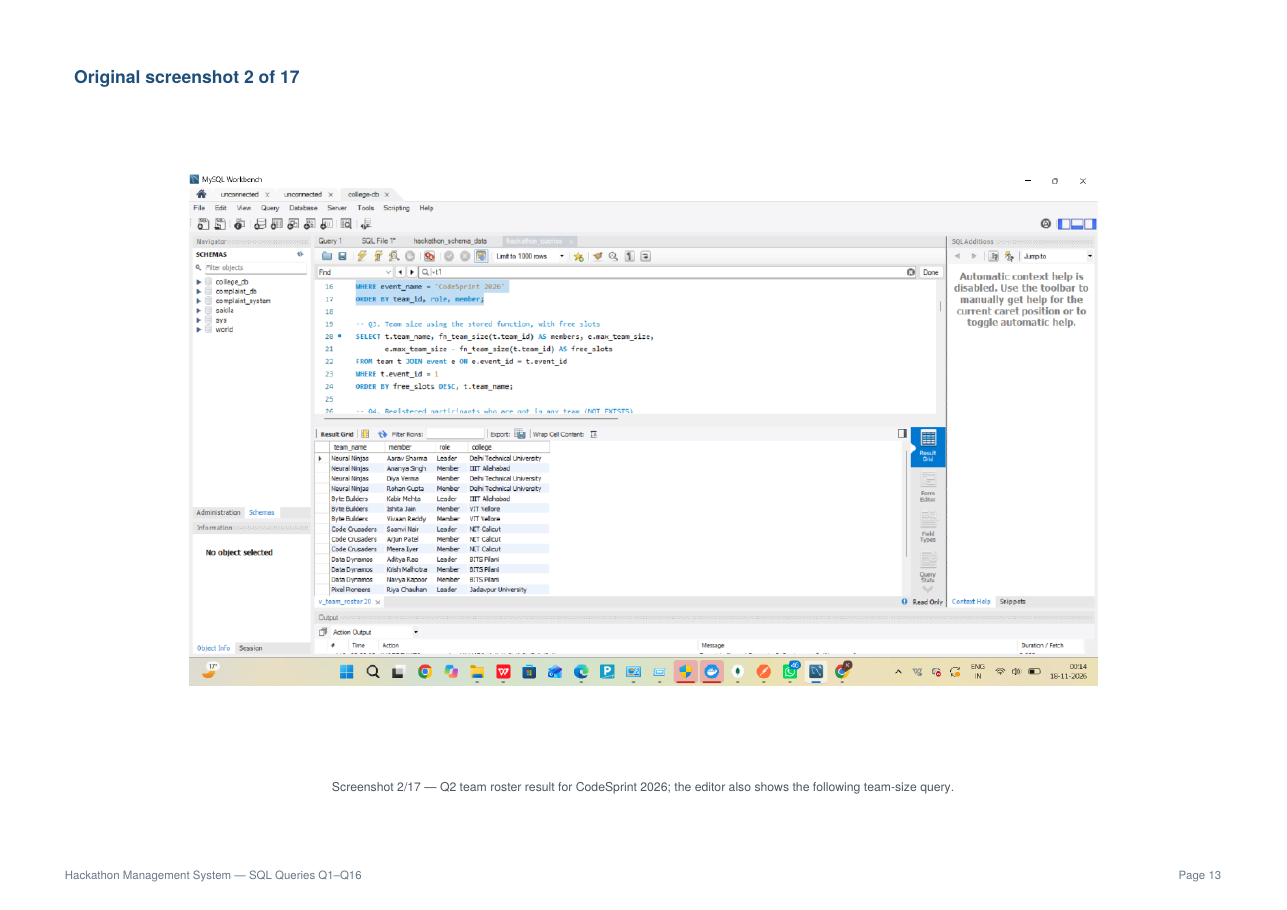 Original screenshot 2 of 17
MySQL Workbench
unconnected x unconnected x college-db x
File Edit View Query Database Server Tools Scripting Help
Navigator
SCHEMAS
Filter objects
college_db
complaint_db
complaint_system
sakila
sys
world
Administration Schemas
Information
No object selected
Object Info Session
Query 1 SQL File 1* hackathon_schema_data hackathon_queries x
Limit to 1000 rows
Find Done
16 WHERE event_name = 'CodeSprint 2026'
17 ORDER BY team_id, role, member;
18
19 -- Q3. Team size using the stored function, with free slots
20 SELECT t.team_name, fn_team_size(t.team_id) AS members, e.max_team_size,
21 e.max_team_size - fn_team_size(t.team_id) AS free_slots
22 FROM team t JOIN event e ON e.event_id = t.event_id
23 WHERE t.event_id = 1
24 ORDER BY free_slots DESC, t.team_name;
25
26 -- Q4. Registered participants who are not in any team (NOT EXISTS)
Result Grid Filter Rows: Export: Wrap Cell Content:
team_name member role college
Neural Ninjas Aarav Sharma Leader Delhi Technical University
Neural Ninjas Ananya Singh Member IIIT Allahabad
Neural Ninjas Diya Verma Member Delhi Technical University
Neural Ninjas Rohan Gupta Member Delhi Technical University
Byte Builders Kabir Mehta Leader IIIT Allahabad
Byte Builders Ishita Jain Member VIT Vellore
Byte Builders Vivaan Reddy Member VIT Vellore
Code Crusaders Saanvi Nair Leader NIT Calicut
Code Crusaders Arjun Patel Member NIT Calicut
Code Crusaders Meera Iyer Member NIT Calicut
Data Dynamos Aditya Rao Leader BITS Pilani
Data Dynamos Krish Malhotra Member BITS Pilani
Data Dynamos Navya Kapoor Member BITS Pilani
Pixel Pioneers Riya Chauhan Leader Jadavpur University
Result Grid
Form Editor
Field Types
Query Stats
v_team_roster 20 x Read Only
Output
Action Output
# Time Action Message Duration / Fetch
SQLAdditions
Jump to
Automatic context help is
disabled. Use the toolbar to
manually get help for the
current caret position or to
toggle automatic help.
Context Help Snippets
17°
ENG
IN
00:14
18-11-2026
Screenshot 2/17 — Q2 team roster result for CodeSprint 2026; the editor also shows the following team-size query.
Hackathon Management System — SQL Queries Q1–Q16 Page 13